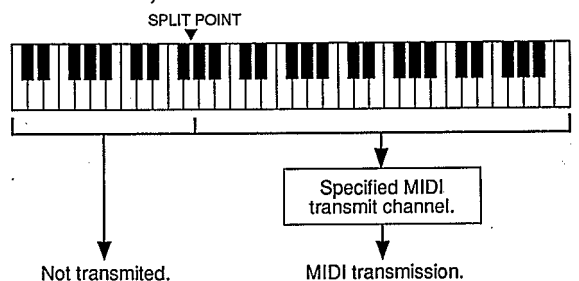 SPLIT POINT
Specified MIDI
transmit channel.
Not transmited.
MIDI transmission.